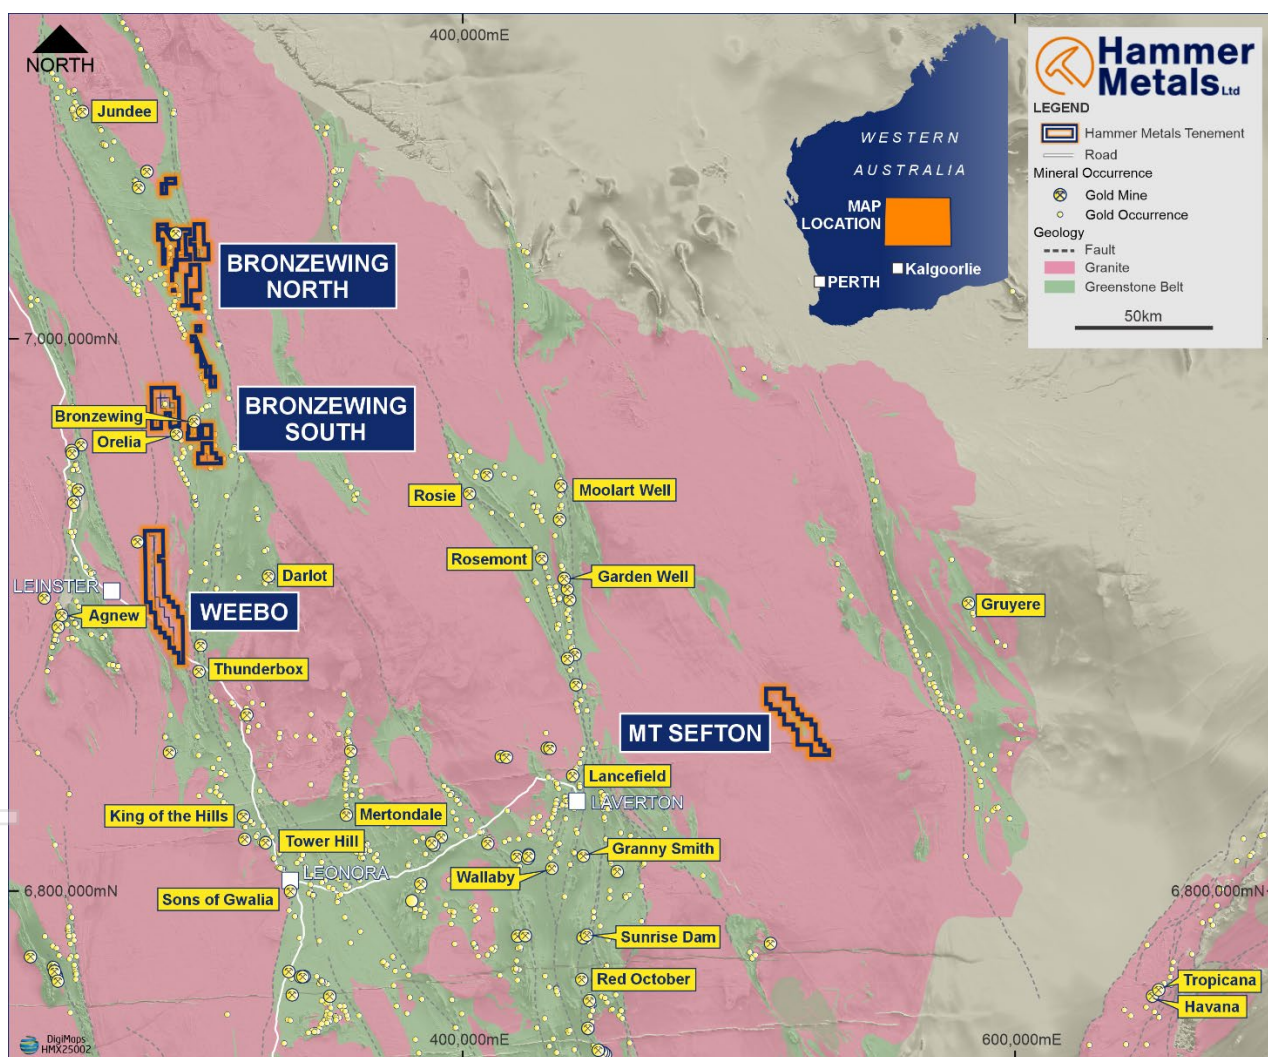 400,000mE
NORTH
Hammer
Metals Ltd
LEGEND
Hammer Metals Tenement
Road
Mineral Occurrence
Gold Mine
Gold Occurrence
Geology
Fault
Granite
Greenstone Belt
50km
WESTERN
AUSTRALIA
MAP
LOCATION
Kalgoorlie
PERTH
Jundee
BRONZEWING
NORTH
7,000,000mN
BRONZEWING
SOUTH
Bronzewing
Orelia
Rosie
Moolart Well
Rosemont
Garden Well
Darlot
LEINSTER
Agnew
WEEBO
Gruyere
Thunderbox
MT SEFTON
Lancefield
LAVERTON
King of the Hills
Mertondale
Tower Hill
Granny Smith
LEONORA
Wallaby
Sons of Gwalia
6,800,000mN
6,800,000mN
Sunrise Dam
Red October
Tropicana
Havana
DigiMaps
HMX25002
400,000mE
600,000mE